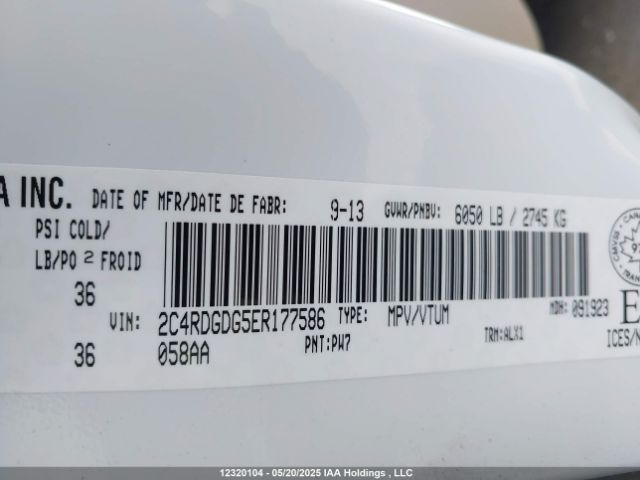 A INC. DATE OF MFR/DATE DE FABR: 9-13 GVWR/PNBV: 6050 LB / 2745 KG
PSI COLD/
LB/PO 2 FROID
36
VIN: 2C4RDGDG5ER177586 TYPE: MPV/VTUM MDH: 091923
36 058AA PNT:PW7 TRM:ALX1 ICES/N
E
12320104 - 05/20/2025 IAA Holdings , LLC